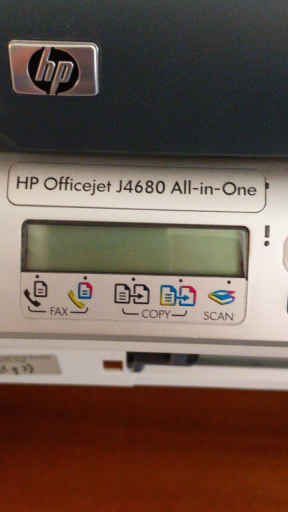 hp
HP Officejet J4680 All-in-One
FAX
COPY
SCAN